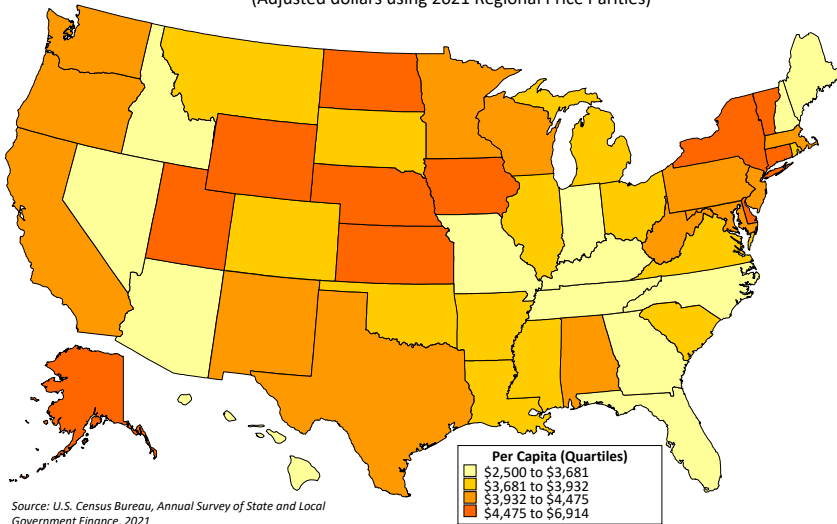 (Adjusted dollars using 2021 Regional Price Parities)
Per Capita (Quartiles)
$2,500 to $3,681
$3,681 to $3,932
$3,932 to $4,475
$4,475 to $6,914
Source: U.S. Census Bureau, Annual Survey of State and Local
Government Finance, 2021